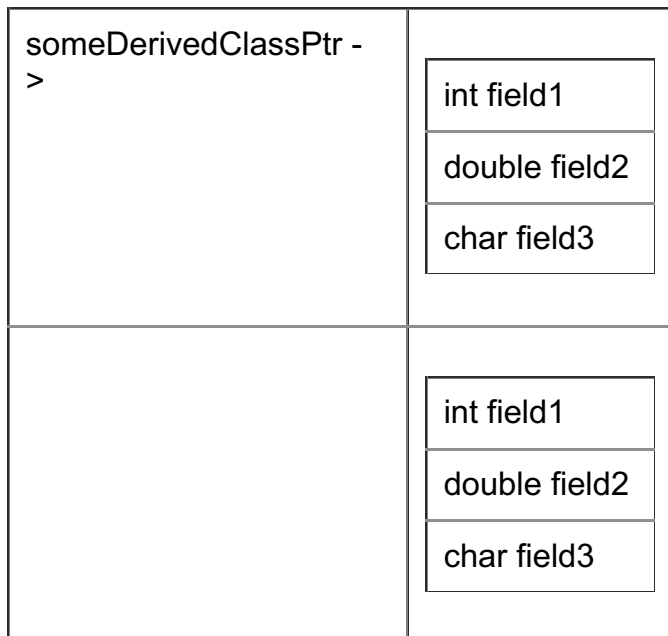 someDerivedClassPtr -
>
int field1
double field2
char field3
int field1
double field2
char field3